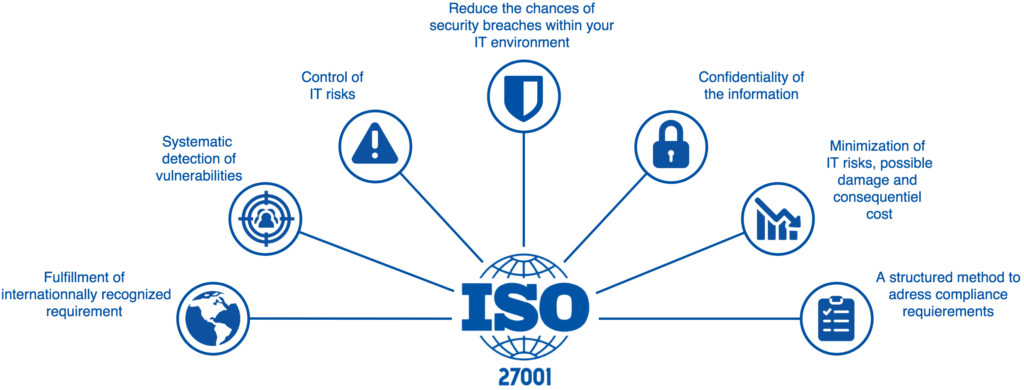 Reduce the chances of
security breaches within your
IT environment
Control of
IT risks
Confidentiality of
the information
Systematic
detection of
vulnerabilities
Minimization of
IT risks, possible
damage and
consequentiel
cost
Fulfillment of
internationnally recognized
requirement
A structured method to
adress compliance
requierements
ISO
27001